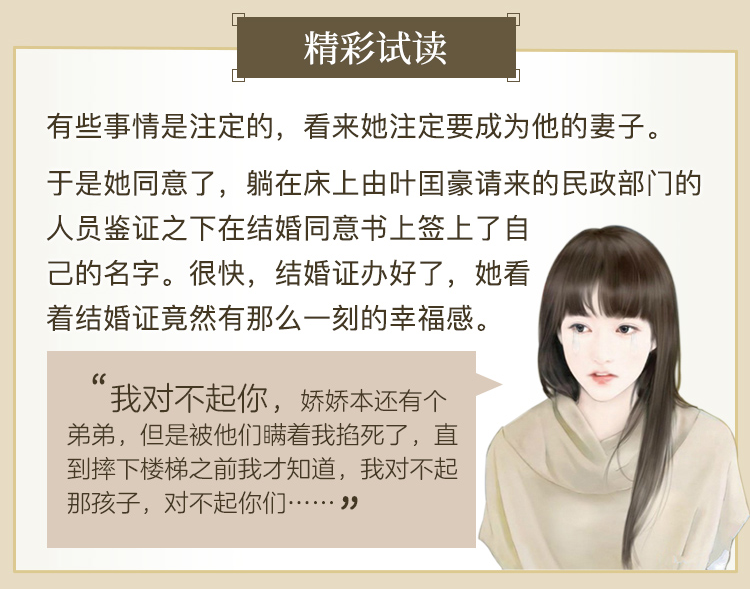 精彩试读
有些事情是注定的，看来她注定要成为他的妻子。
于是她同意了，躺在床上由叶国豪请来的民政部门的
人员鉴证之下在结婚同意书上签上了自
己的名字。很快，结婚证办好了，她看
着结婚证竟然有那么一刻的幸福感。
“我对不起你，娇娇本还有个
弟弟，但是被他们瞒着我掐死了，直
到摔下楼梯之前我才知道，我对不起
那孩子，对不起你们……”